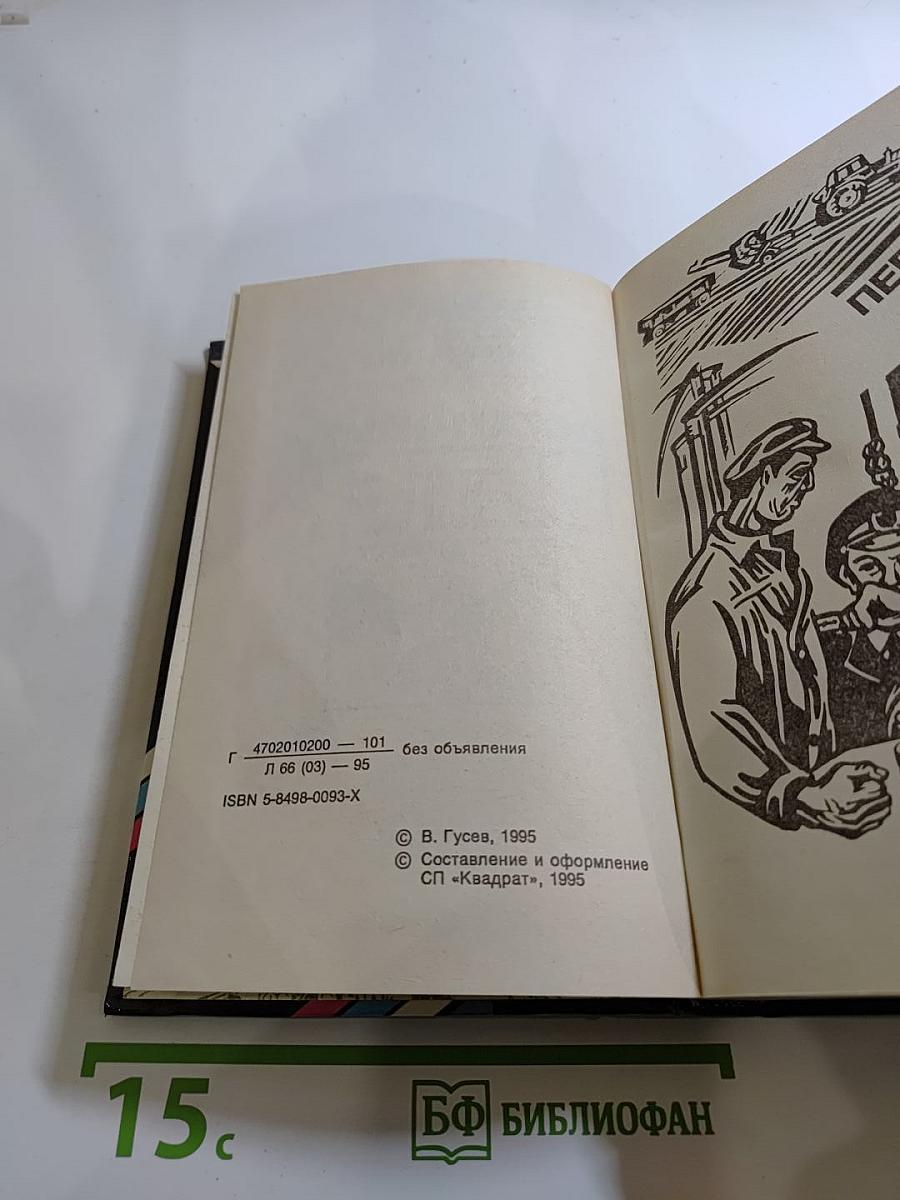 Г 4702010200 — 101 без объявления
Л 66 (03) — 95
ISBN 5-8498-0093-X
© В. Гусев, 1995
© Составление и оформление
СП «Квадрат», 1995
15 с
БФ БИБЛИОФАН